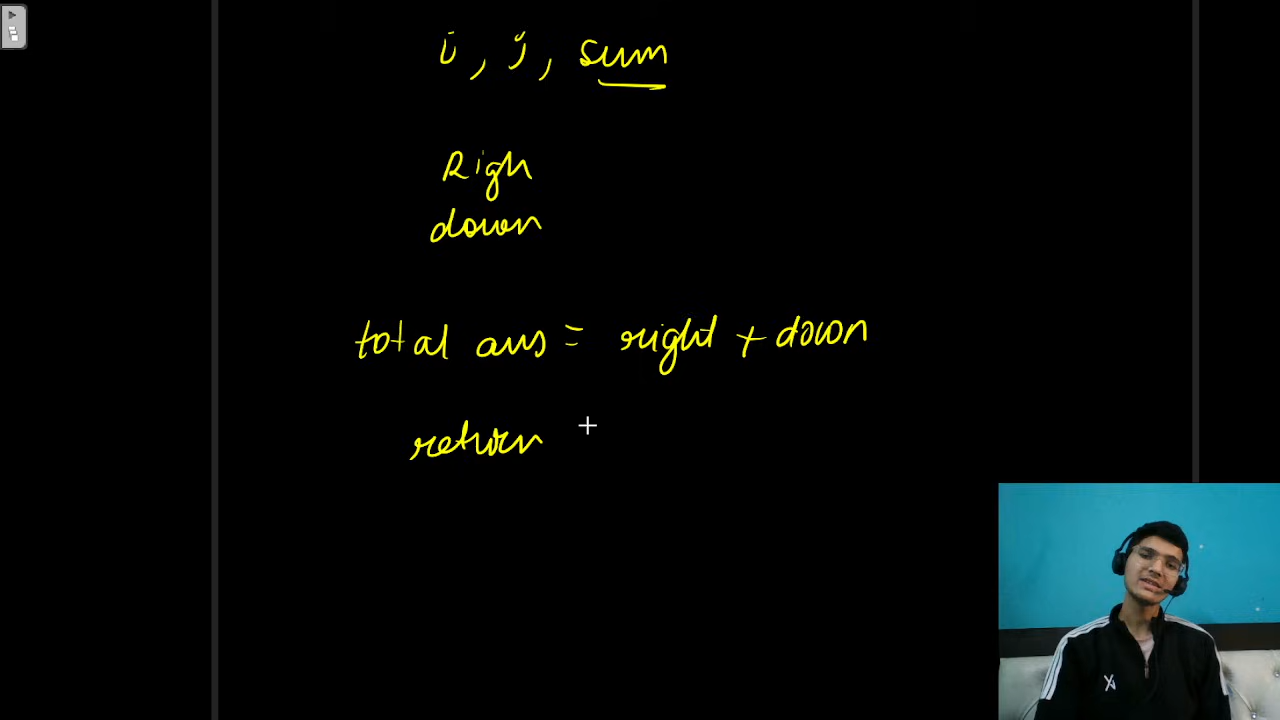 i, j, sum
Righ
down
total ans = right + down
return